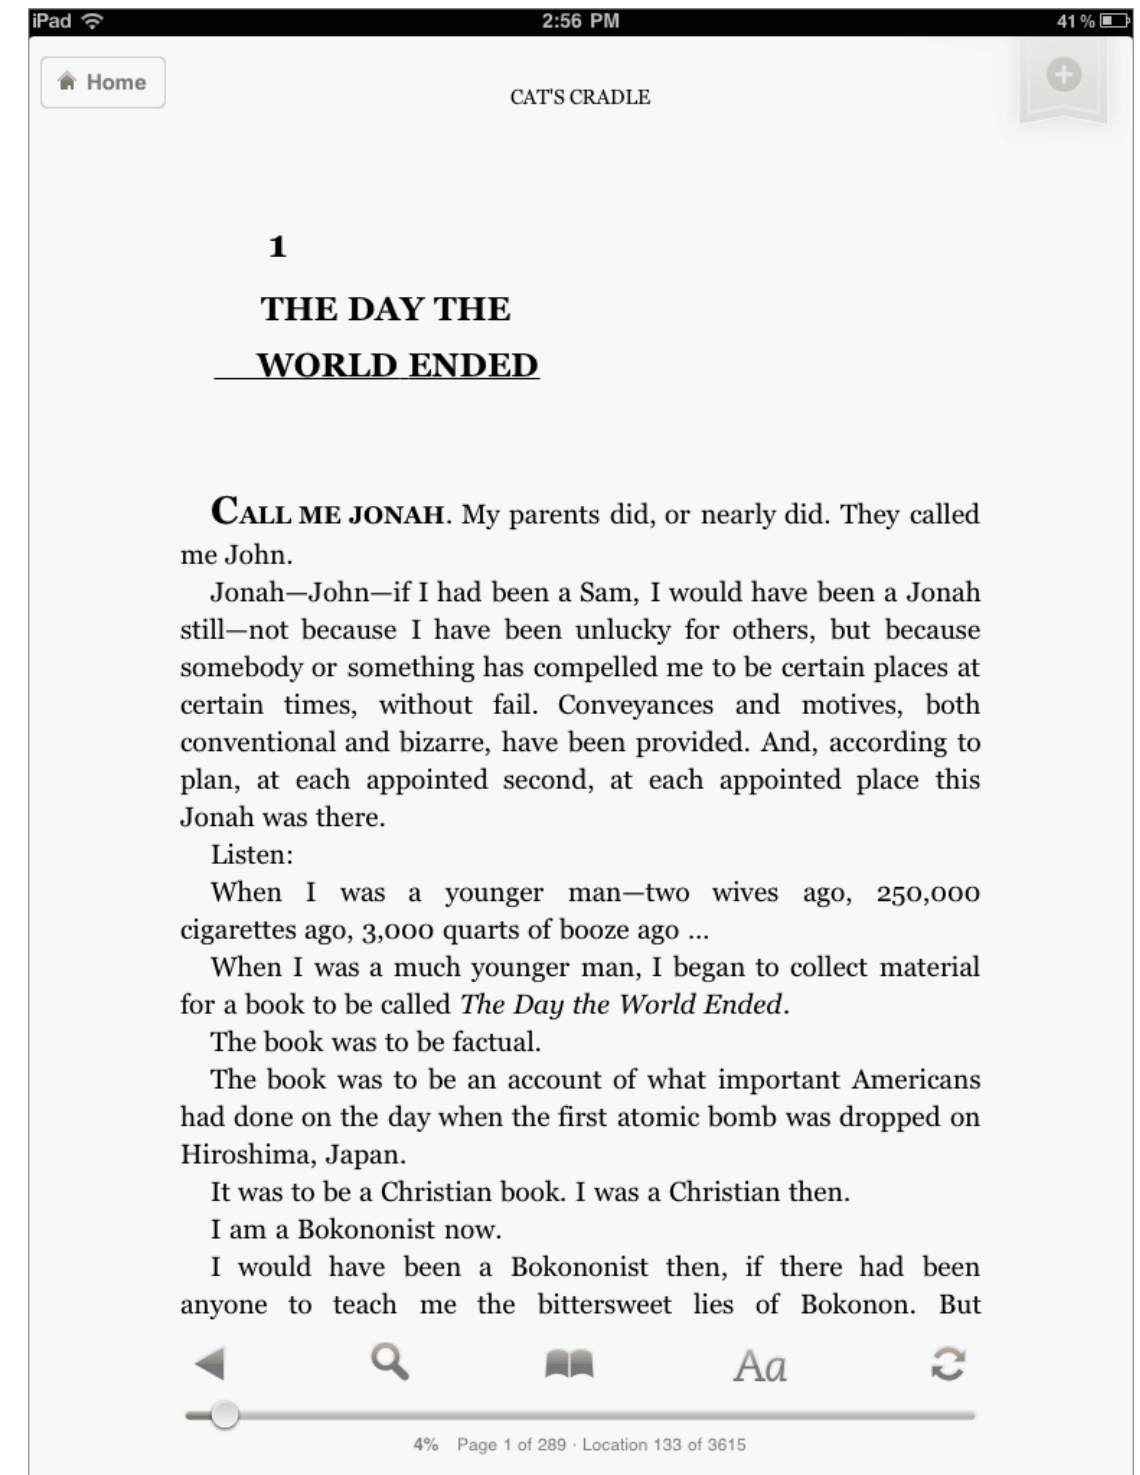 iPad 2:56 PM 41%
Home
CAT'S CRADLE
1
THE DAY THE
WORLD ENDED
CALL ME JONAH. My parents did, or nearly did. They called
me John.
Jonah—John—if I had been a Sam, I would have been a Jonah
still—not because I have been unlucky for others, but because
somebody or something has compelled me to be certain places at
certain times, without fail. Conveyances and motives, both
conventional and bizarre, have been provided. And, according to
plan, at each appointed second, at each appointed place this
Jonah was there.
Listen:
When I was a younger man—two wives ago, 250,000
cigarettes ago, 3,000 quarts of booze ago ...
When I was a much younger man, I began to collect material
for a book to be called The Day the World Ended.
The book was to be factual.
The book was to be an account of what important Americans
had done on the day when the first atomic bomb was dropped on
Hiroshima, Japan.
It was to be a Christian book. I was a Christian then.
I am a Bokononist now.
I would have been a Bokononist then, if there had been
anyone to teach me the bittersweet lies of Bokonon. But
Aa
4% Page 1 of 289 · Location 133 of 3615